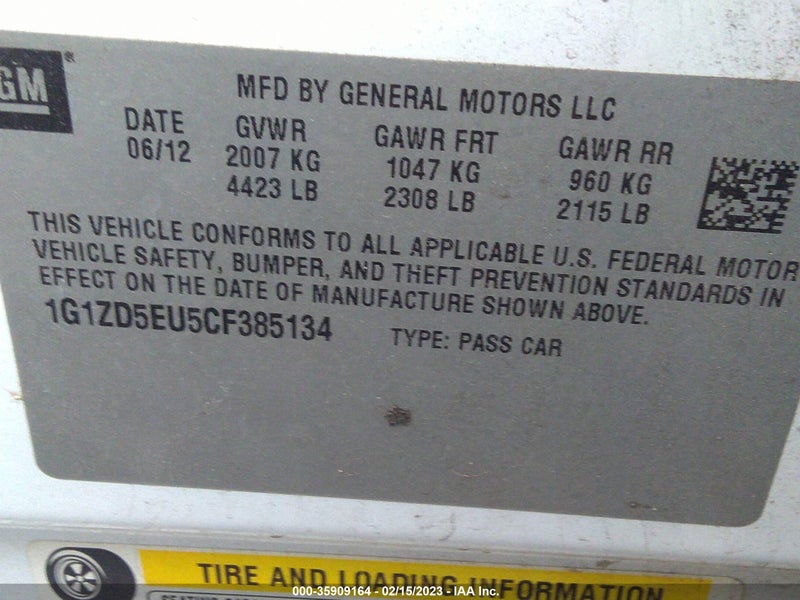 GM®
MFD BY GENERAL MOTORS LLC
DATE GVWR GAWR FRT GAWR RR
06/12 2007 KG 1047 KG 960 KG
4423 LB 2308 LB 2115 LB
THIS VEHICLE CONFORMS TO ALL APPLICABLE U.S. FEDERAL MOTOR
VEHICLE SAFETY, BUMPER, AND THEFT PREVENTION STANDARDS IN
EFFECT ON THE DATE OF MANUFACTURE SHOWN ABOVE.
1G1ZD5EU5CF385134 TYPE: PASS CAR
TIRE AND LOADING INFORMATION
000-35909164 - 02/15/2023 - IAA Inc.